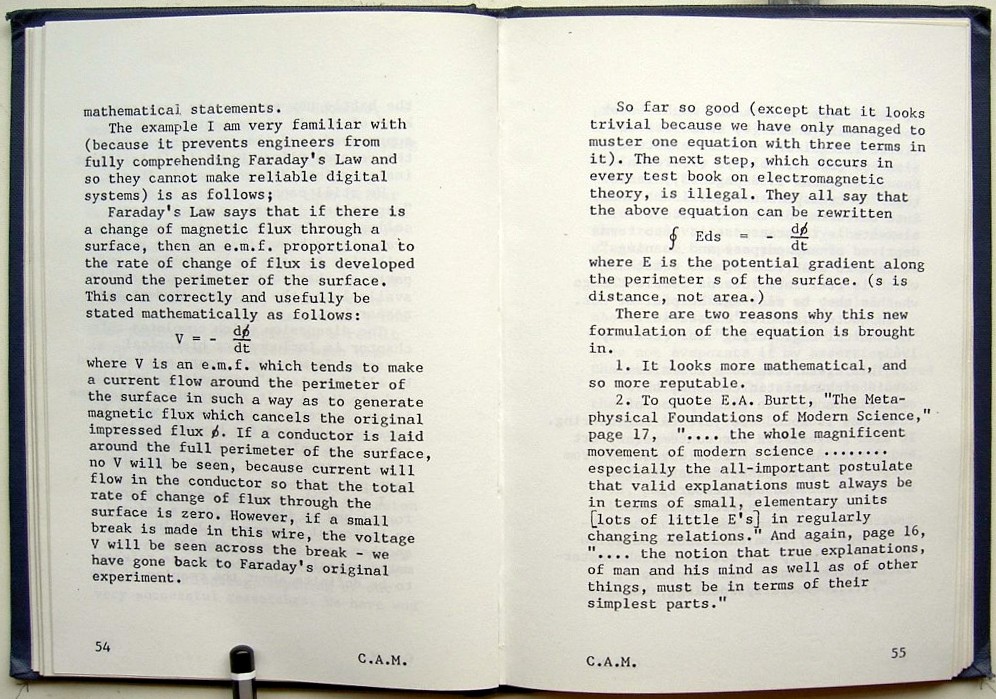 mathematical statements.
The example I am very familiar with
(because it prevents engineers from
fully comprehending Faraday's Law and
so they cannot make reliable digital
systems) is as follows;
Faraday's Law says that if there is
a change of magnetic flux through a
surface, then an e.m.f. proportional to
the rate of change of flux is developed
around the perimeter of the surface.
This can correctly and usefully be
stated mathematically as follows:
V = - dø/dt
where V is an e.m.f. which tends to make
a current flow around the perimeter of
the surface in such a way as to generate
magnetic flux which cancels the original
impressed flux ø. If a conductor is laid
around the full perimeter of the surface,
no V will be seen, because current will
flow in the conductor so that the total
rate of change of flux through the
surface is zero. However, if a small
break is made in this wire, the voltage
V will be seen across the break - we
have gone back to Faraday's original
experiment.
54
C.A.M.
So far so good (except that it looks
trivial because we have only managed to
muster one equation with three terms in
it). The next step, which occurs in
every test book on electromagnetic
theory, is illegal. They all say that
the above equation can be rewritten
∮ Eds = - dø/dt
where E is the potential gradient along
the perimeter s of the surface. (s is
distance, not area.)
There are two reasons why this new
formulation of the equation is brought
in.
1. It looks more mathematical, and
so more reputable.
2. To quote E.A. Burtt, "The Meta-
physical Foundations of Modern Science,"
page 17, ".... the whole magnificent
movement of modern science ........
especially the all-important postulate
that valid explanations must always be
in terms of small, elementary units
[lots of little E's] in regularly
changing relations." And again, page 16,
".... the notion that true explanations,
of man and his mind as well as of other
things, must be in terms of their
simplest parts."
C.A.M.
55